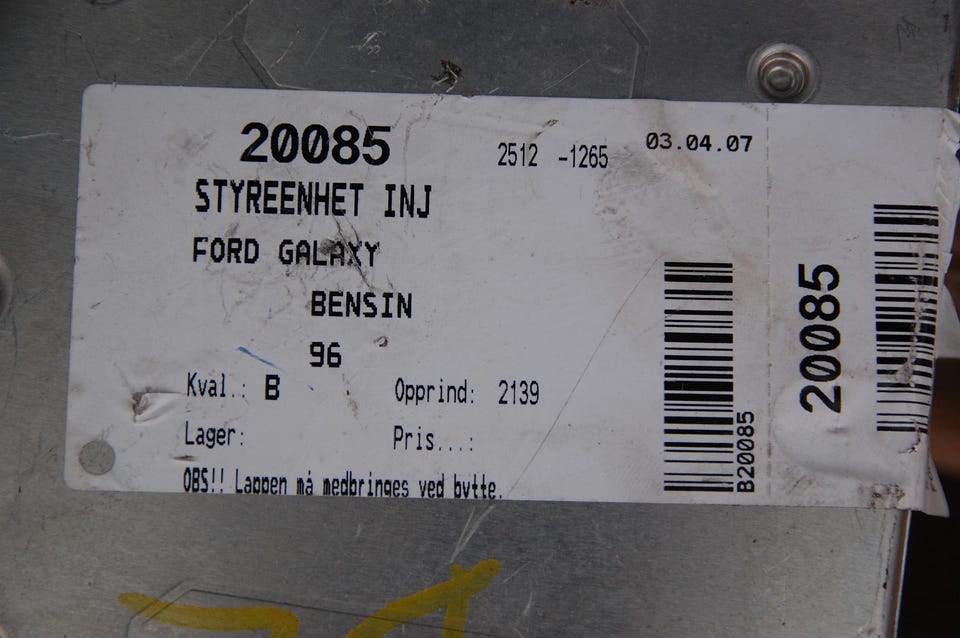 20085
2512 -1265
03.04.07
STYREENHET INJ
FORD GALAXY
BENSIN
96
Kval.: B
Opprind: 2139
Lager:
Pris...:
OBS!! Lappen må medbringes ved bytte.
B20085
20085